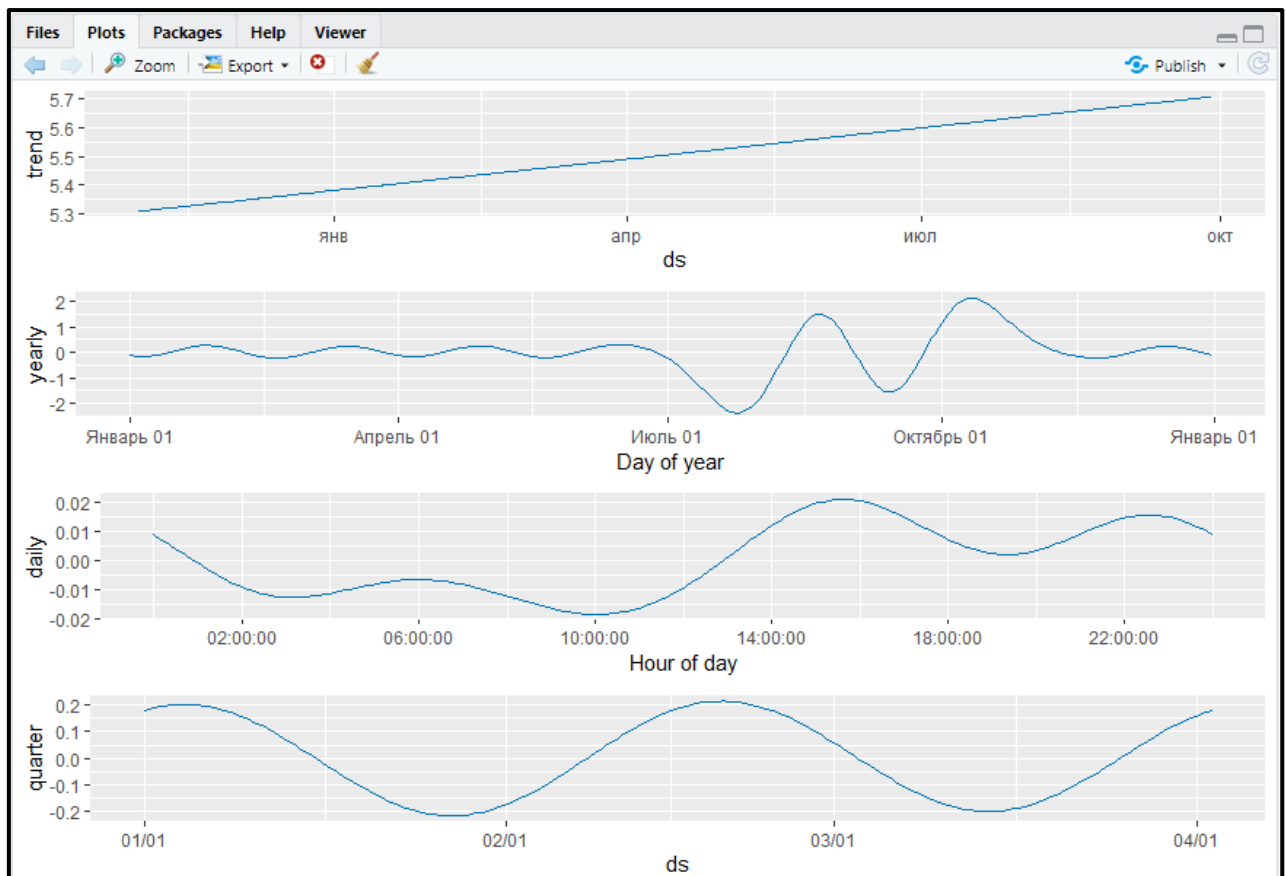 Files Plots Packages Help Viewer
Zoom Export Publish
5.7
5.6
5.5
5.4
5.3
trend
янв апр июл окт
ds
2
1
0
-1
-2
yearly
Январь 01 Апрель 01 Июль 01 Октябрь 01 Январь 01
Day of year
0.02
0.01
0.00
-0.01
-0.02
daily
02:00:00 06:00:00 10:00:00 14:00:00 18:00:00 22:00:00
Hour of day
0.2
0.1
0.0
-0.1
-0.2
quarter
01/01 02/01 03/01 04/01
ds